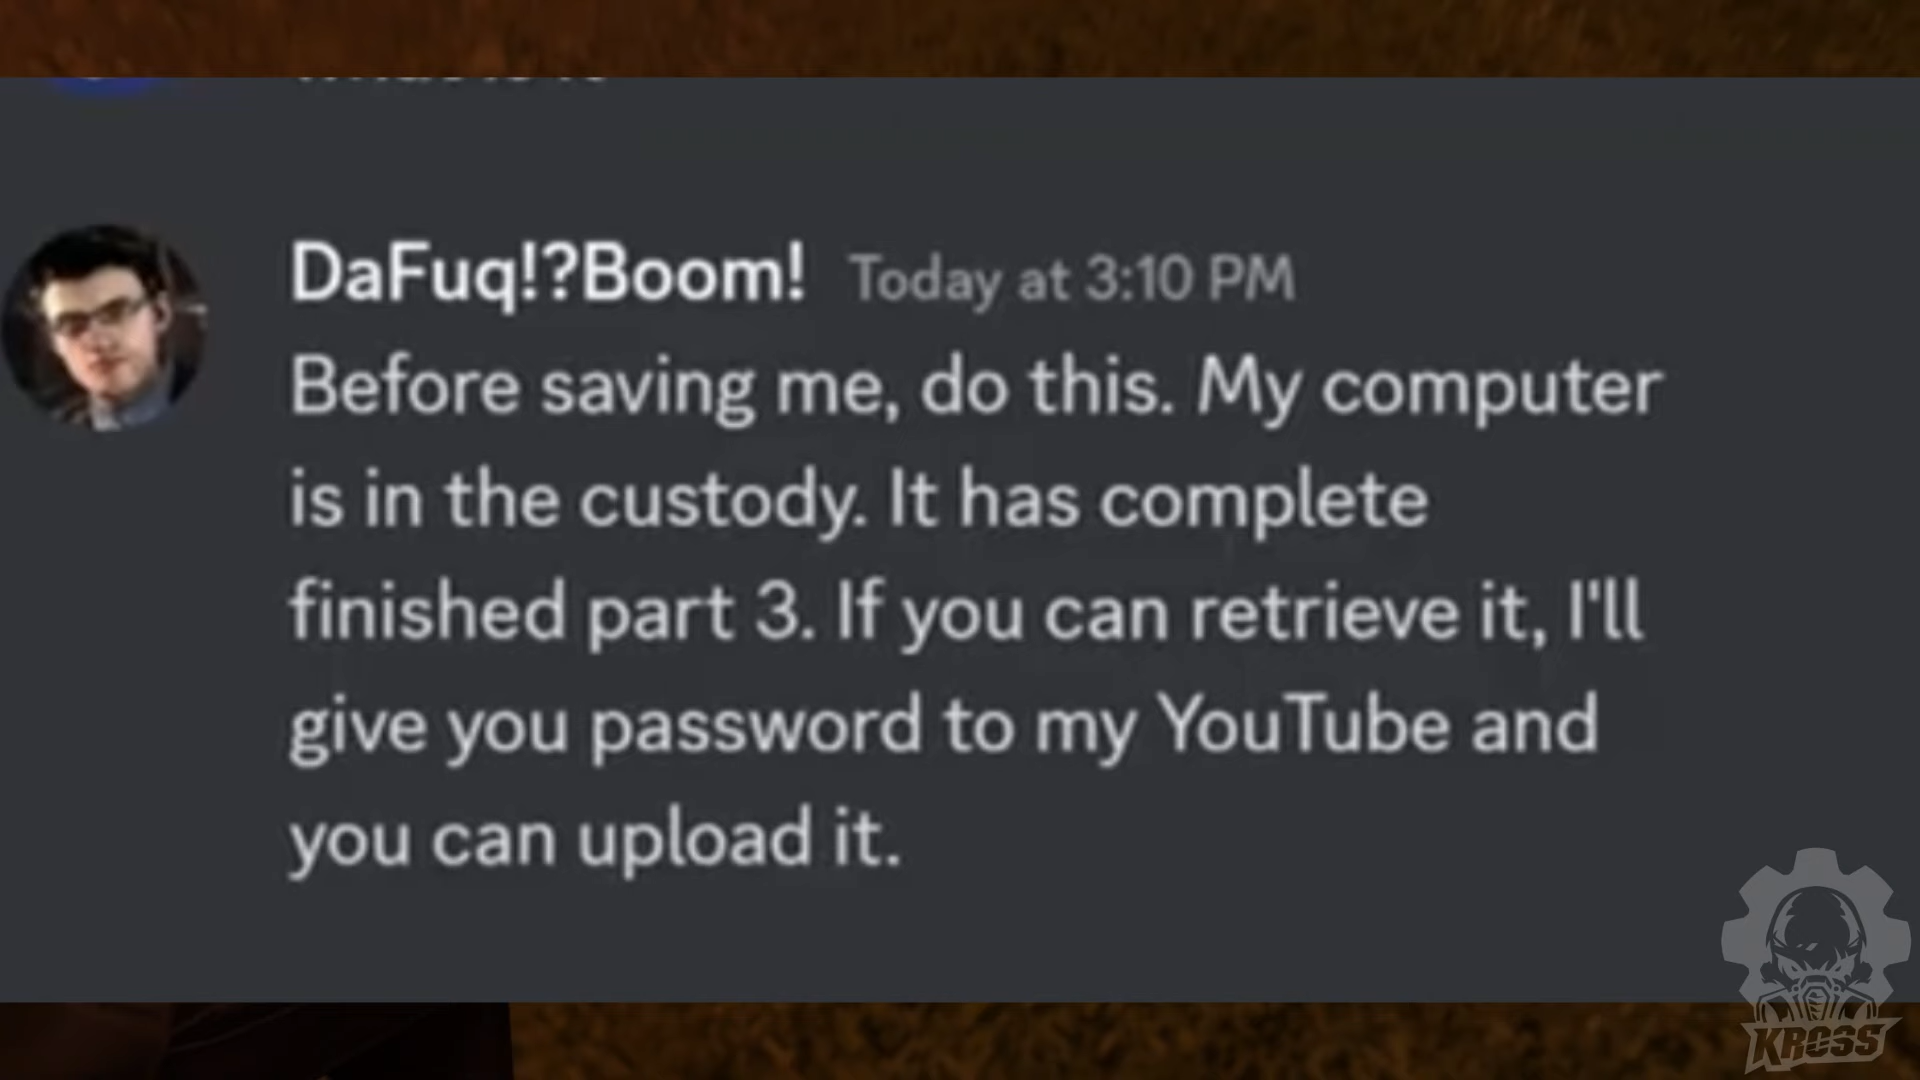 DaFuq!?Boom! Today at 3:10 PM
Before saving me, do this. My computer
is in the custody. It has complete
finished part 3. If you can retrieve it, I'll
give you password to my YouTube and
you can upload it.
KROSS